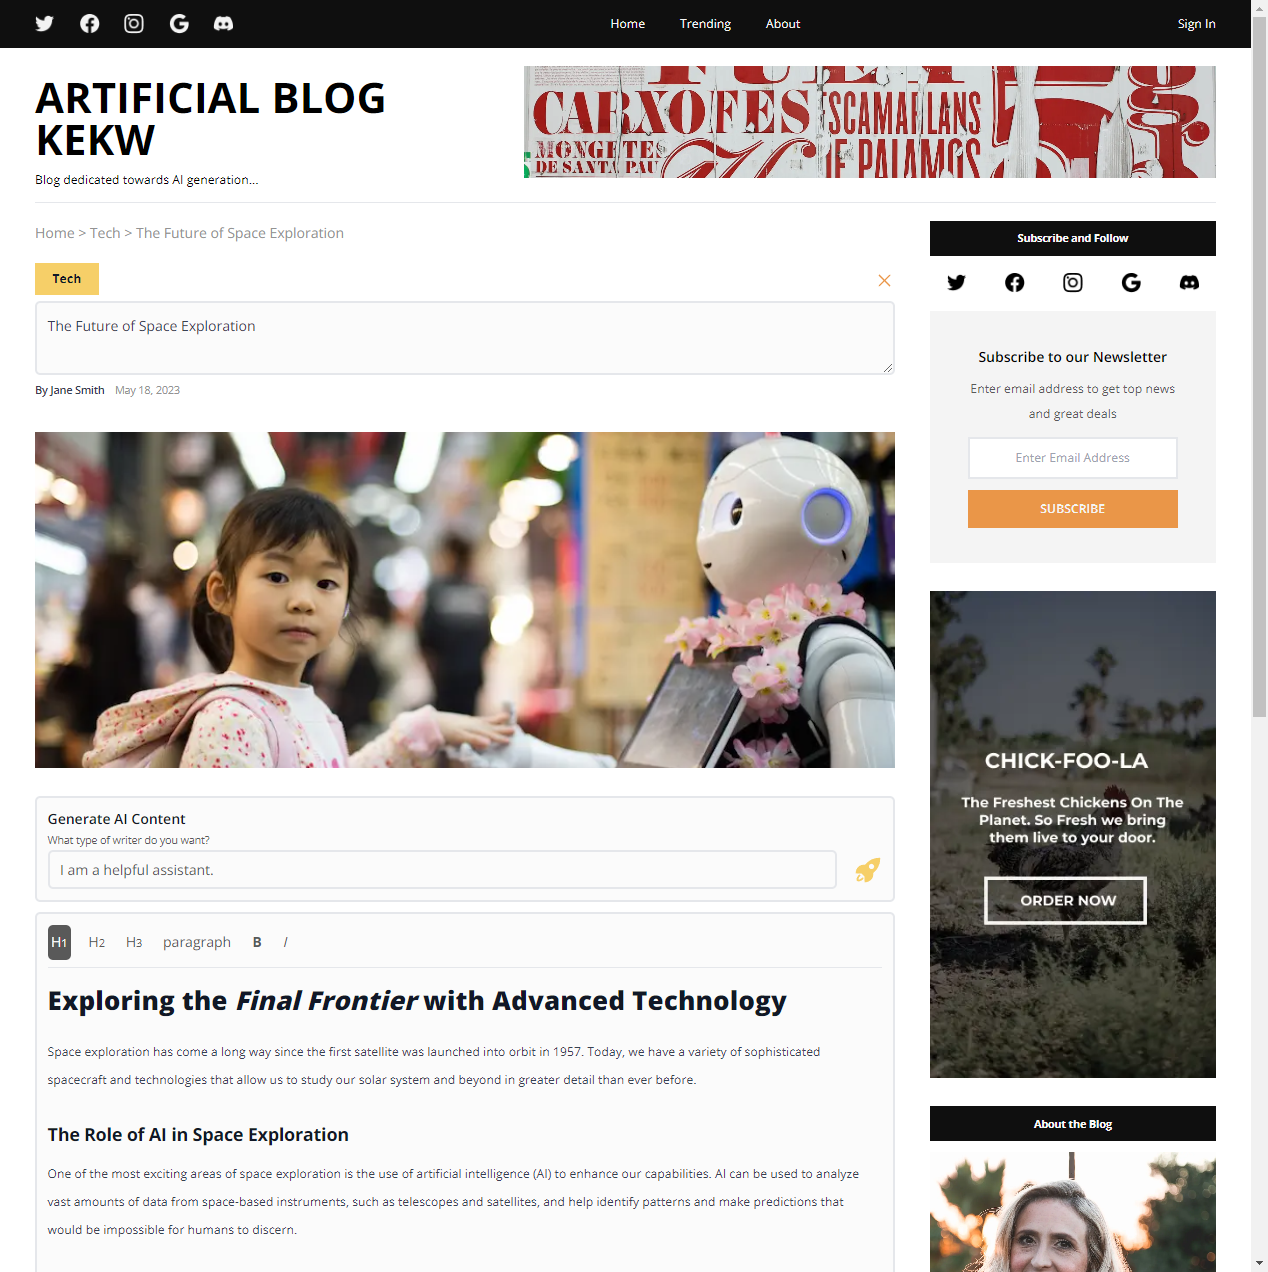 Home
Trending
About
Sign In
ARTIFICIAL BLOG
KEKW
Blog dedicated towards AI generation...
CARXOFES
MONGETES
DE SANTA PAU
ESCAMARLANS
DE PALAMÓS
Home > Tech > The Future of Space Exploration
Tech
The Future of Space Exploration
By Jane Smith May 18, 2023
Generate AI Content
What type of writer do you want?
I am a helpful assistant.
H1 H2 H3 paragraph B I
Exploring the Final Frontier with Advanced Technology
Space exploration has come a long way since the first satellite was launched into orbit in 1957. Today, we have a variety of sophisticated
spacecraft and technologies that allow us to study our solar system and beyond in greater detail than ever before.
The Role of AI in Space Exploration
One of the most exciting areas of space exploration is the use of artificial intelligence (AI) to enhance our capabilities. AI can be used to analyze
vast amounts of data from space-based instruments, such as telescopes and satellites, and help identify patterns and make predictions that
would be impossible for humans to discern.
Subscribe and Follow
Subscribe to our Newsletter
Enter email address to get top news
and great deals
Enter Email Address
SUBSCRIBE
CHICK-FOO-LA
The Freshest Chickens On The
Planet. So Fresh we bring
them live to your door.
ORDER NOW
About the Blog